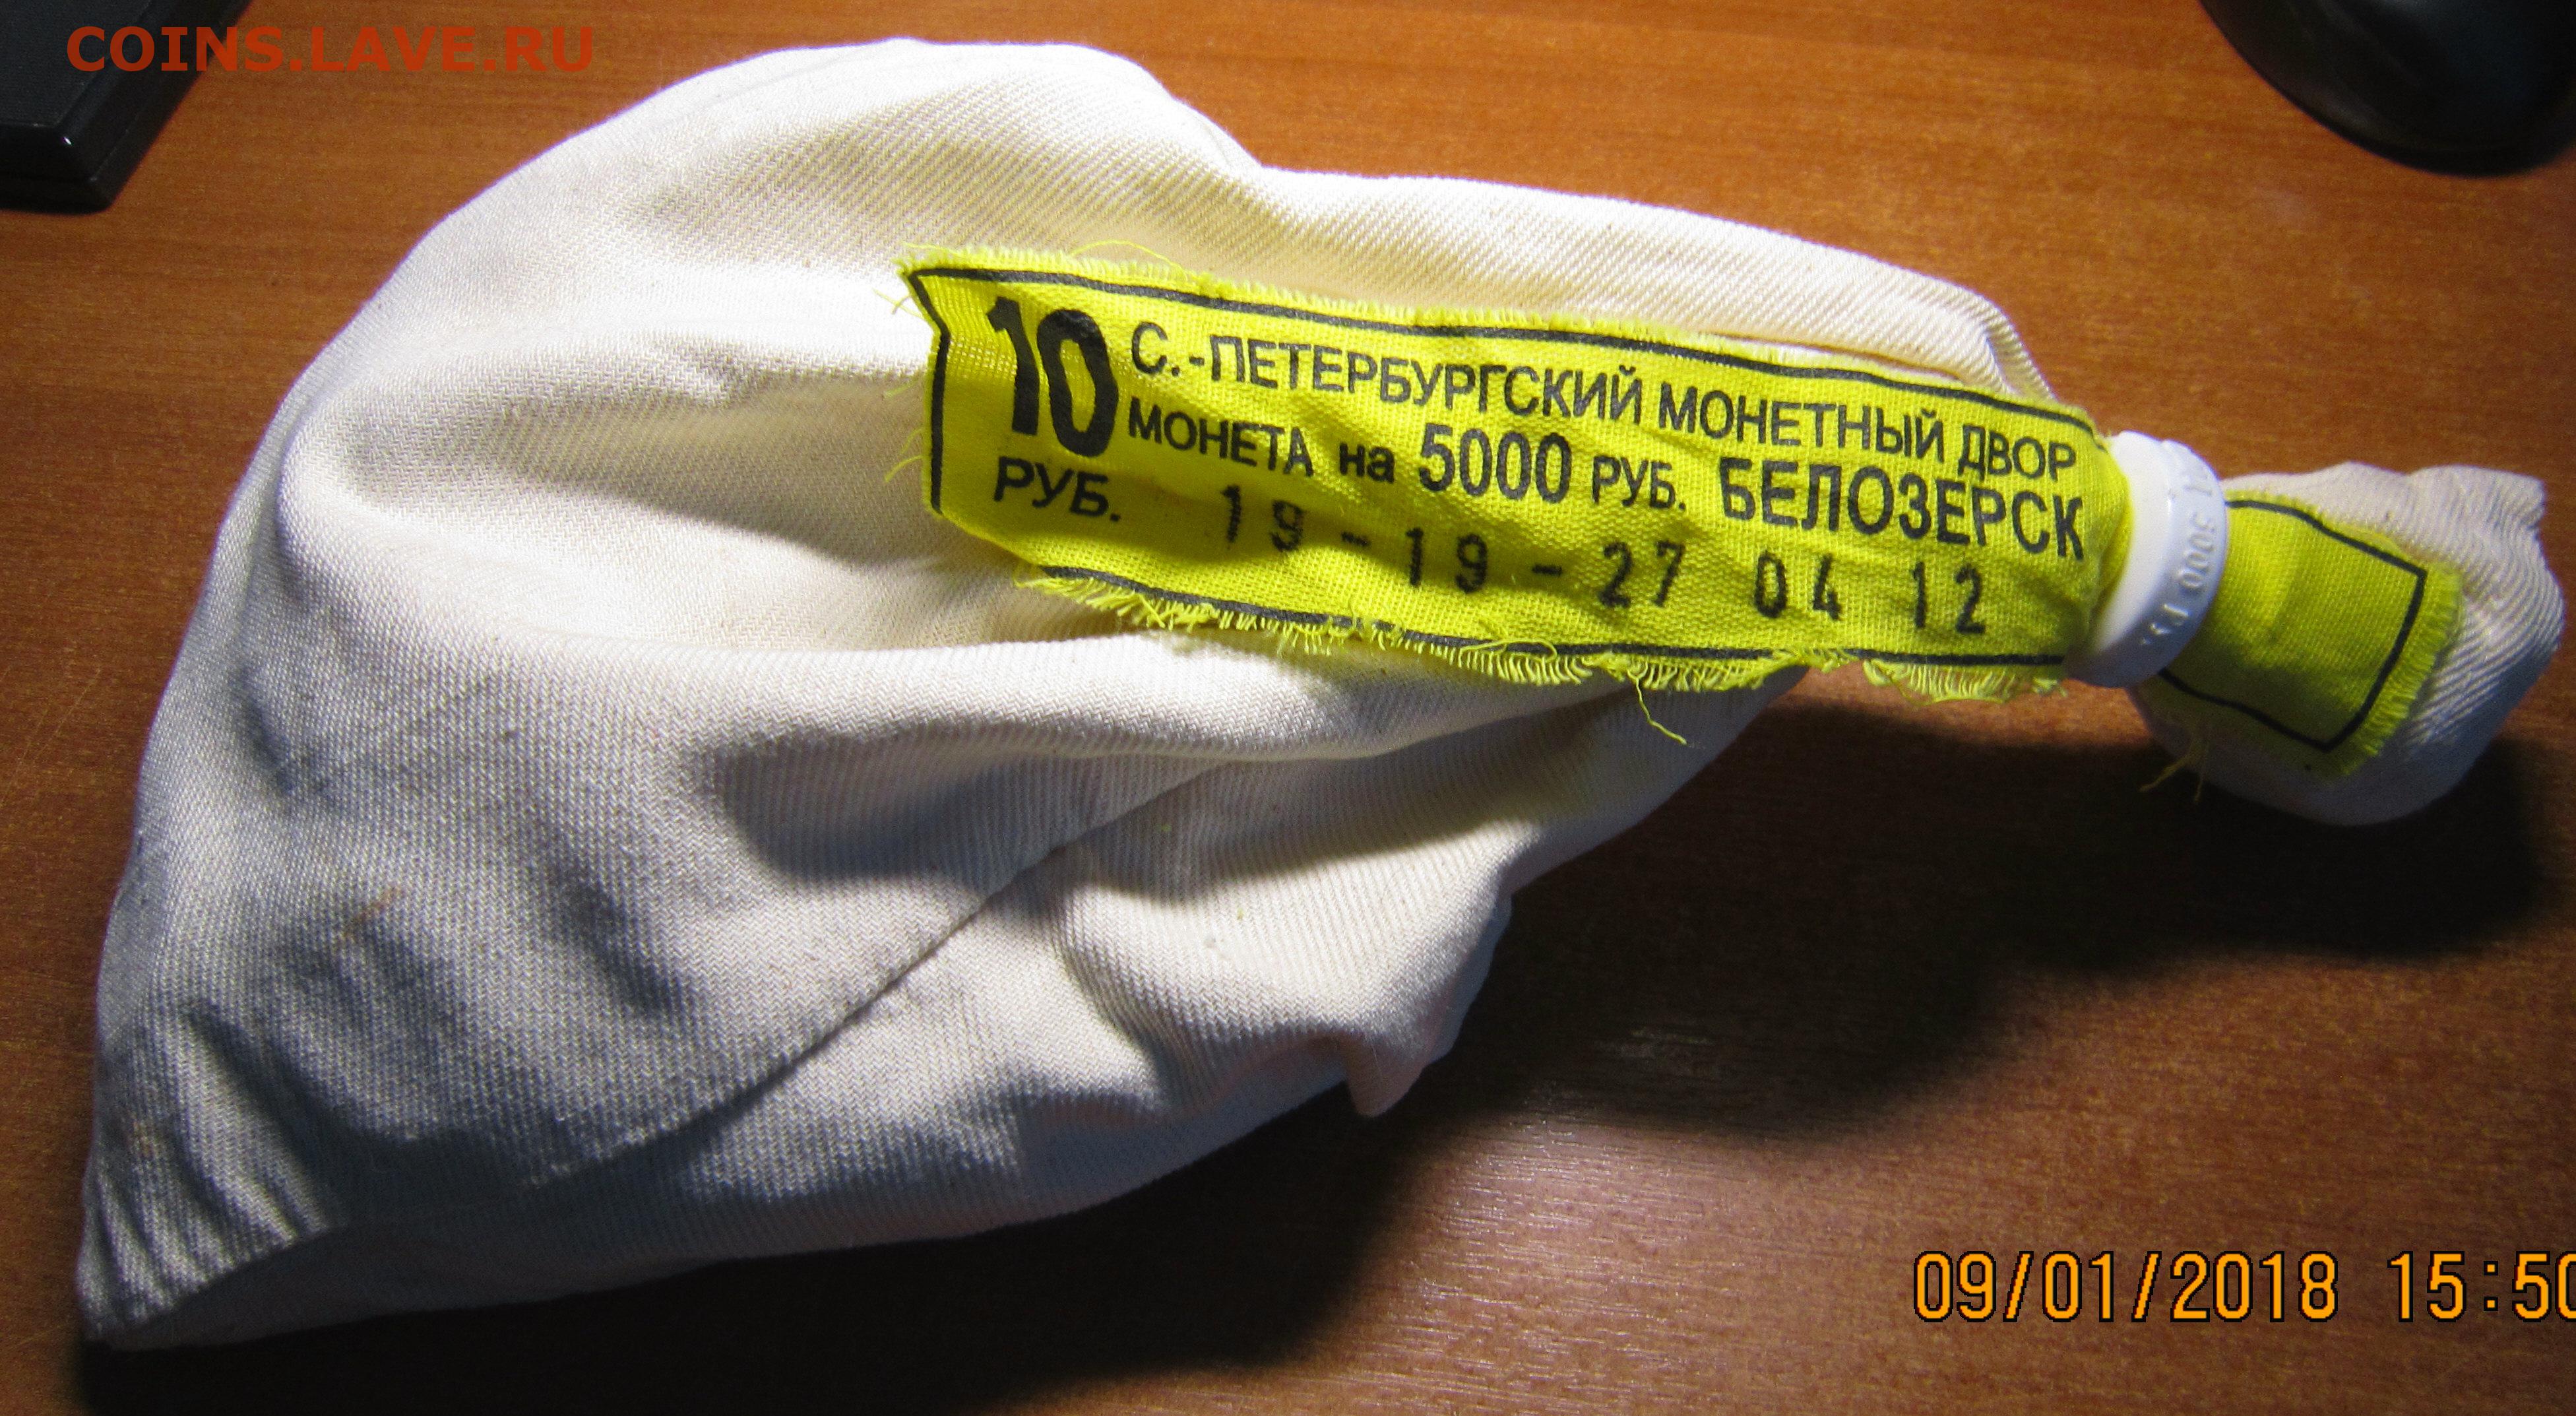 COINS.LAVE.RU
10 РУБ.
С.-ПЕТЕРБУРГСКИЙ МОНЕТНЫЙ ДВОР
МОНЕТА на 5000 РУБ. БЕЛОЗЕРСК
19-19-27 04 12
5000
09/01/2018 15:50